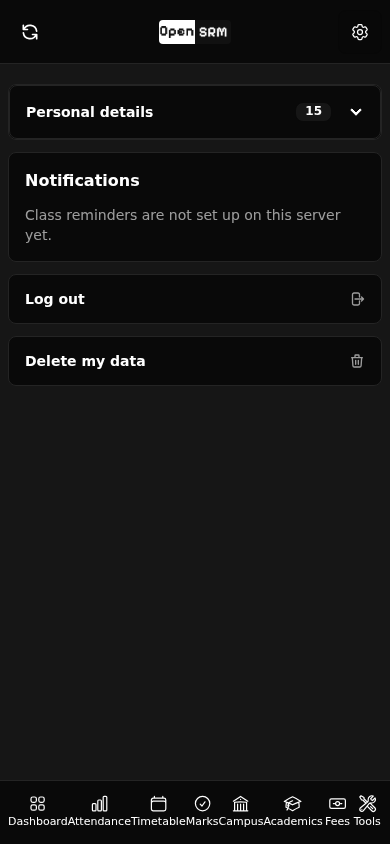 Open SRM
Personal details 15
Notifications
Class reminders are not set up on this server
yet.
Log out
Delete my data
Dashboard Attendance Timetable Marks Campus Academics Fees Tools